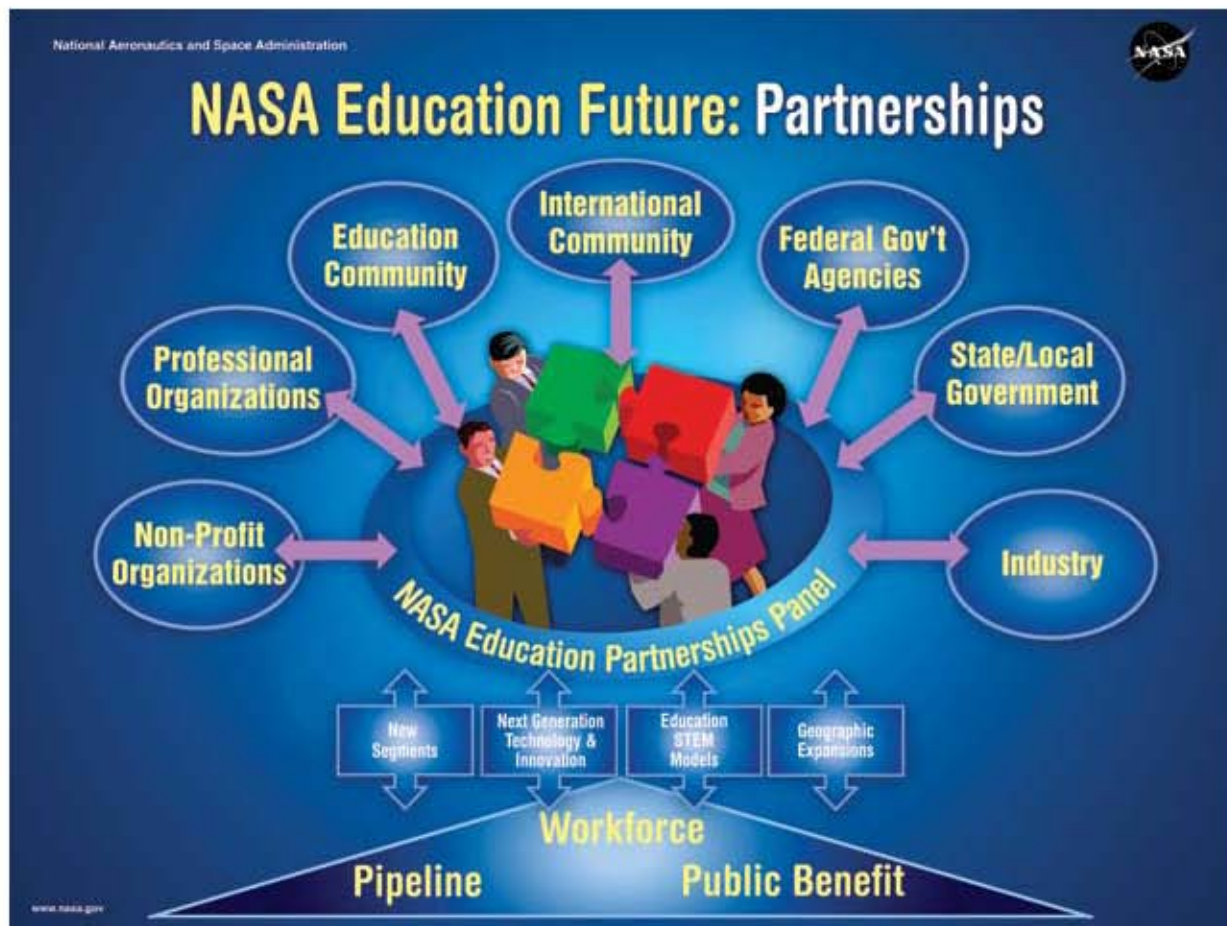 National Aeronautics and Space Administration
NASA
NASA Education Future: Partnerships
International
Community
Education
Community
Federal Gov't
Agencies
Professional
Organizations
State/Local
Government
Non-Profit
Organizations
Industry
NASA Education Partnerships Panel
New
Segments
Next Generation
Technology &
Innovation
Education
STEM
Models
Geographic
Expansions
Workforce
Pipeline
Public Benefit
www.nasa.gov